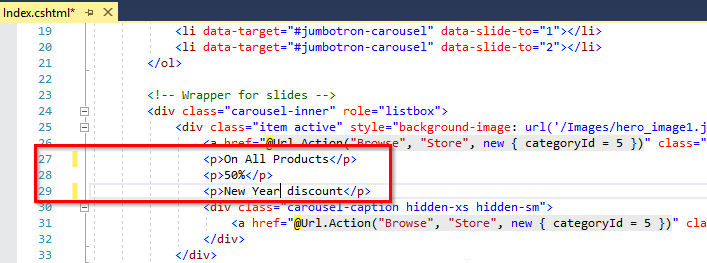 Index.cshtml*
19 <li data-target="#jumbotron-carousel" data-slide-to="1"></li>
20 <li data-target="#jumbotron-carousel" data-slide-to="2"></li>
21 </ol>
22
23 <!-- Wrapper for slides -->
24 <div class="carousel-inner" role="listbox">
25 <div class="item active" style="background-image: url('/Images/hero_image1.j
26 <a href="@Url.Action("Browse", "Store", new { categoryId = 5 })" class="
27 <p>On All Products</p>
28 <p>50%</p>
29 <p>New Year discount</p>
30 <div class="carousel-caption hidden-xs hidden-sm">
31 <a href="@Url.Action("Browse", "Store", new { categoryId = 5 })" cla
32 </div>
33 </div>